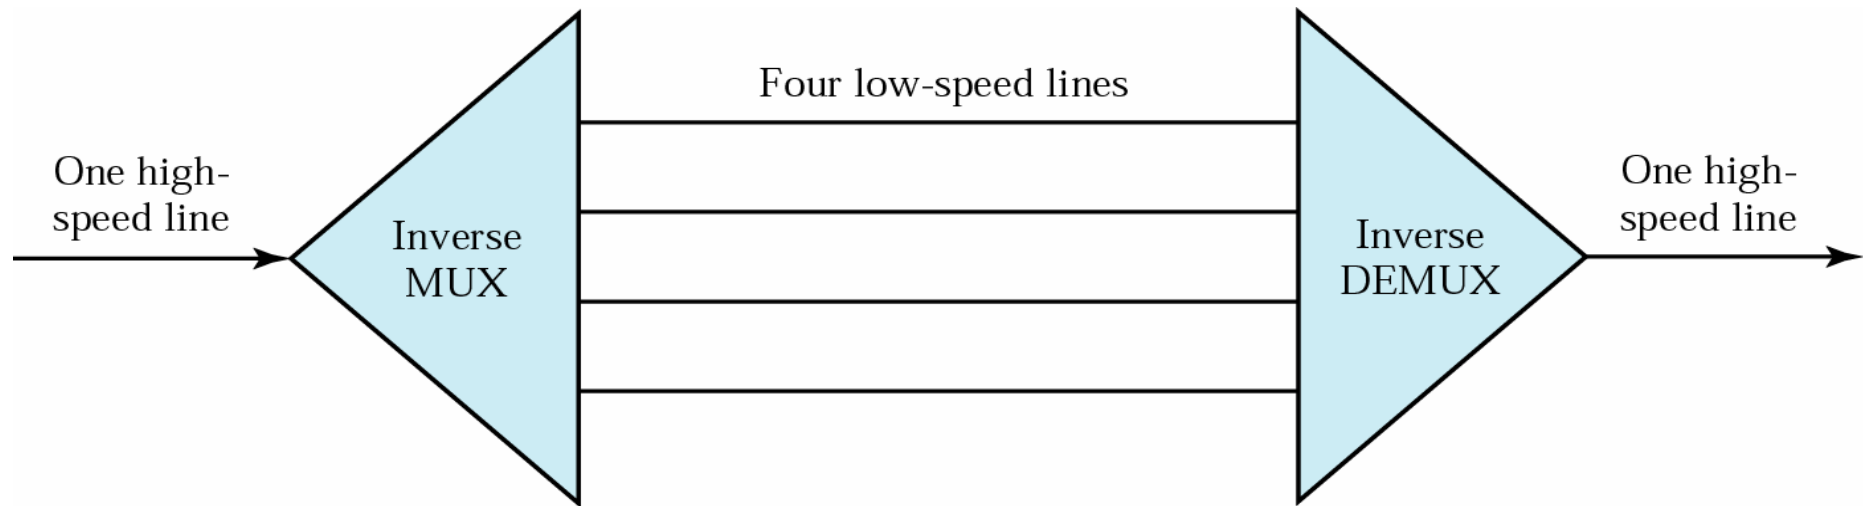 Four low-speed lines
One high-
speed line
Inverse
MUX
Inverse
DEMUX
One high-
speed line